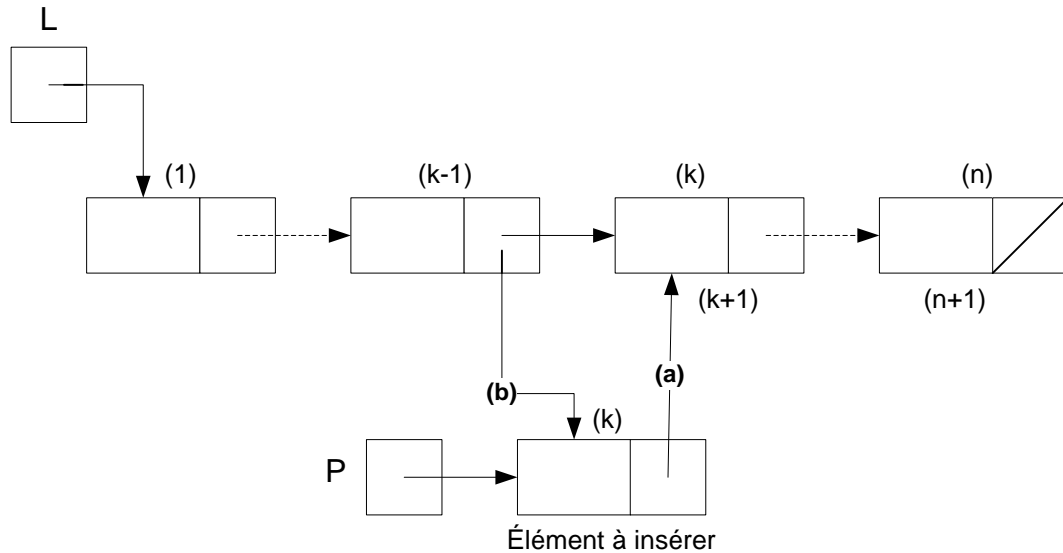 L
(1)
(k-1)
(k)
(n)
(k+1)
(n+1)
(b)
(a)
(k)
P
Élément à insérer